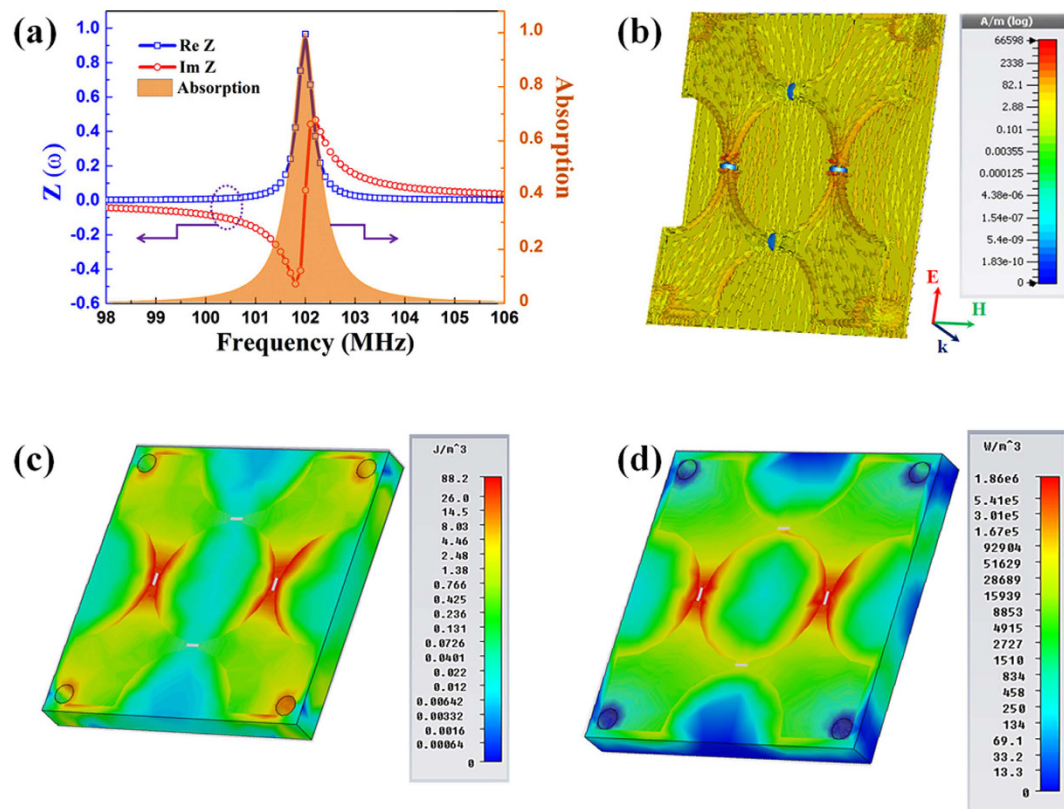 (a)
1.0
0.8
0.6
0.4
0.2
0.0
-0.2
-0.4
-0.6
Z (ω)
Re Z
Im Z
Absorption
1.0
0.8
0.6
0.4
0.2
0
Absorption
98 99 100 101 102 103 104 105 106
Frequency (MHz)
(b)
A/m (log)
66598
2338
82.1
2.88
0.101
0.00355
0.000125
4.38e-06
1.54e-07
5.4e-09
1.83e-10
0
E
H
k
(c)
J/m^3
88.2
26.0
14.5
8.03
4.46
2.48
1.38
0.766
0.425
0.236
0.131
0.0726
0.0401
0.022
0.012
0.00642
0.00332
0.0016
0.00064
0
(d)
W/m^3
1.86e6
5.41e5
3.01e5
1.67e5
92904
51629
28689
15939
8853
4915
2727
1510
834
458
250
134
69.1
33.2
0